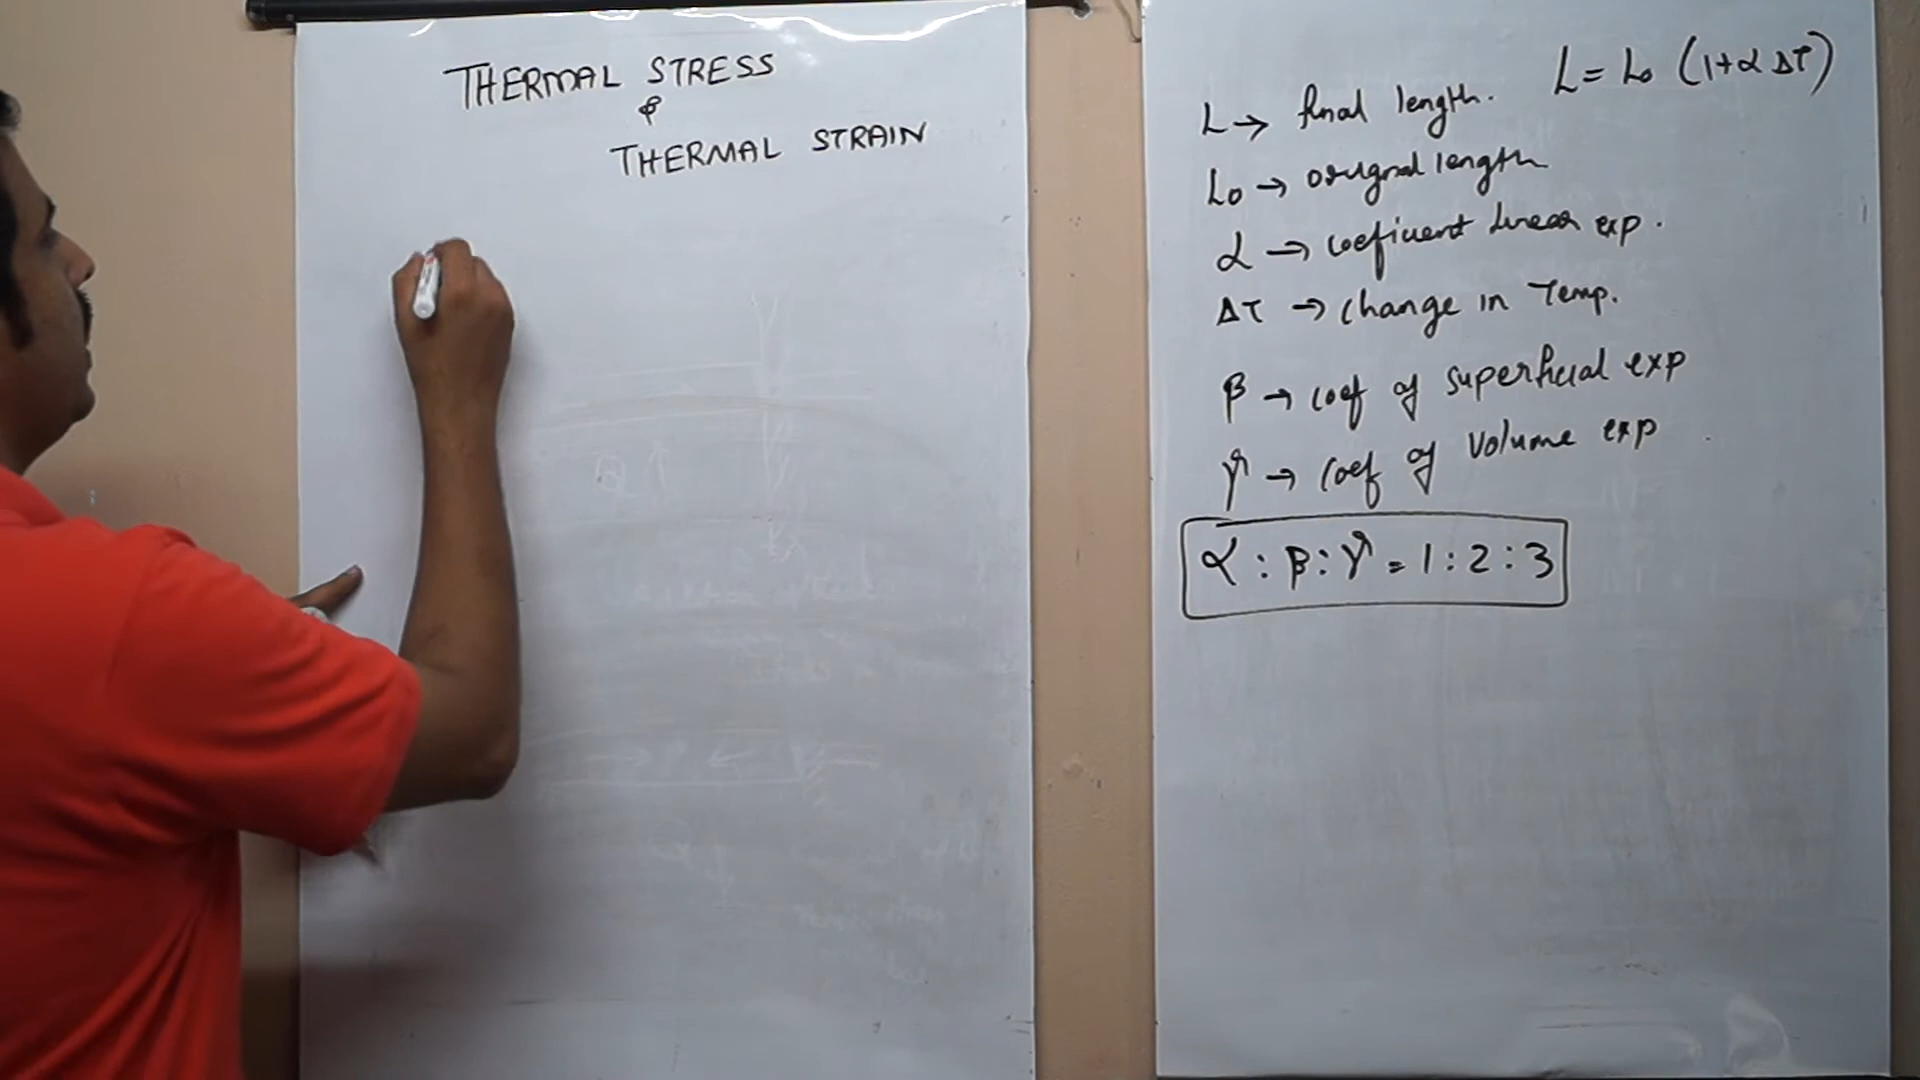 THERMAL STRESS
&
THERMAL STRAIN
L = Lo (1+α ΔT)
L → final length.
Lo → original length
α → coeficient linear exp.
ΔT → change in Temp.
β → coef of superficial exp
γ → coef of volume exp
α : β : γ = 1 : 2 : 3